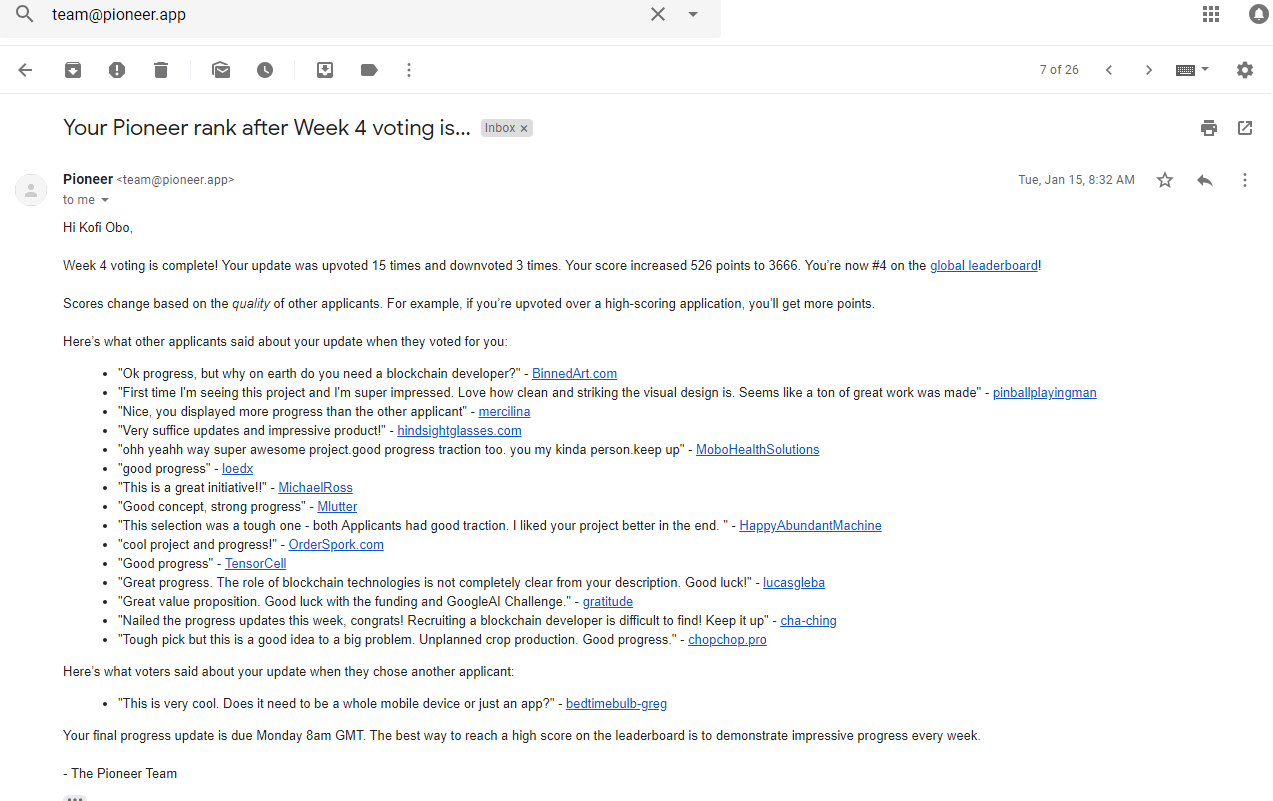 team@pioneer.app
7 of 26
Your Pioneer rank after Week 4 voting is...
Inbox x
Pioneer <team@pioneer.app>
Tue, Jan 15, 8:32 AM
to me
Hi Kofi Obo,
Week 4 voting is complete! Your update was upvoted 15 times and downvoted 3 times. Your score increased 526 points to 3666. You're now #4 on the global leaderboard!
Scores change based on the quality of other applicants. For example, if you're upvoted over a high-scoring application, you'll get more points.
Here's what other applicants said about your update when they voted for you:
• "Ok progress, but why on earth do you need a blockchain developer?" - BinnedArt.com
• "First time I'm seeing this project and I'm super impressed. Love how clean and striking the visual design is. Seems like a ton of great work was made" - pinballplayingman
• "Nice, you displayed more progress than the other applicant" - mercilina
• "Very suffice updates and impressive product!" - hindsightglasses.com
• "ohh yeahh way super awesome project.good progress traction too. you my kinda person.keep up" - MoboHealthSolutions
• "good progress" - loedx
• "This is a great initiative!!" - MichaelRoss
• "Good concept, strong progress" - Mlutter
• "This selection was a tough one - both Applicants had good traction. I liked your project better in the end. " - HappyAbundantMachine
• "cool project and progress!" - OrderSpork.com
• "Good progress" - TensorCell
• "Great progress. The role of blockchain technologies is not completely clear from your description. Good luck!" - lucasgleba
• "Great value proposition. Good luck with the funding and GoogleAI Challenge." - gratitude
• "Nailed the progress updates this week, congrats! Recruiting a blockchain developer is difficult to find! Keep it up" - cha-ching
• "Tough pick but this is a good idea to a big problem. Unplanned crop production. Good progress." - chopchop.pro
Here's what voters said about your update when they chose another applicant:
• "This is very cool. Does it need to be a whole mobile device or just an app?" - bedtimebulb-greg
Your final progress update is due Monday 8am GMT. The best way to reach a high score on the leaderboard is to demonstrate impressive progress every week.
- The Pioneer Team